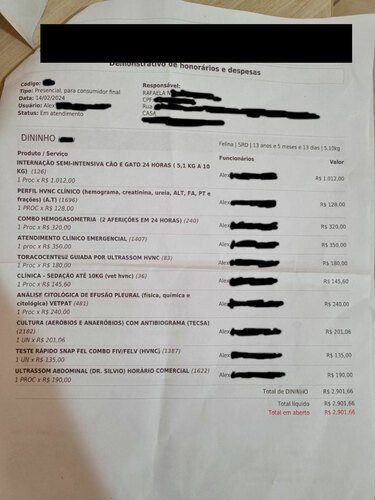 Demonstrativo de honorários e despesas
Código:
Tipo: Presencial, para consumidor final
Data: 14/02/2024
Usuário: Alex
Status: Em atendimento
Responsável:
RAFAELA
CPF
Rua
CASA
DININHO
Felina | SRD | 13 anos e 5 meses e 13 dias | 5,10kg
Produto / Serviço Funcionários Valor
INTERNAÇÃO SEMI-INTENSIVA CÃO E GATO 24 HORAS ( 5,1 KG A 10
KG) (126) Alex R$ 1.012,00
1 Proc x R$ 1.012,00
PERFIL HVNC CLÍNICO (hemograma, creatinina, ureia, ALT, FA, PT e
frações) (A.T) (1696) Alex R$ 128,00
1 PROC x R$ 128,00
COMBO HEMOGASOMETRIA (2 AFERIÇÕES EM 24 HORAS) (240) Alex R$ 320,00
1 Proc x R$ 320,00
ATENDIMENTO CLÍNICO EMERGENCIAL (1407) Alex R$ 350,00
1 proc x R$ 350,00
TORACOCENTESE GUIADA POR ULTRASSOM HVNC (83) Alex R$ 180,00
1 Proc x R$ 180,00
CLÍNICA - SEDAÇÃO ATÉ 10KG (vet hvnc) (36) Alex R$ 145,60
1 Proc x R$ 145,60
ANÁLISE CITOLÓGICA DE EFUSÃO PLEURAL (física, química e
citológica) VETPAT (481) Alex R$ 240,00
1 Proc x R$ 240,00
CULTURA (AERÓBIOS E ANAERÓBIOS) COM ANTIBIOGRAMA (TECSA)
(2182) Alex R$ 201,06
1 UN x R$ 201,06
TESTE RÁPIDO SNAP FEL COMBO FIV/FELV (HVNC) (1387) Alex R$ 135,00
1 UN x R$ 135,00
ULTRASSOM ABDOMINAL (DR. SILVIO) HORÁRIO COMERCIAL (1622) Alex R$ 190,00
1 PROC x R$ 190,00
Total de DININHO R$ 2.901,66
Total líquido R$ 2.901,66
Total em aberto R$ 2.901,66